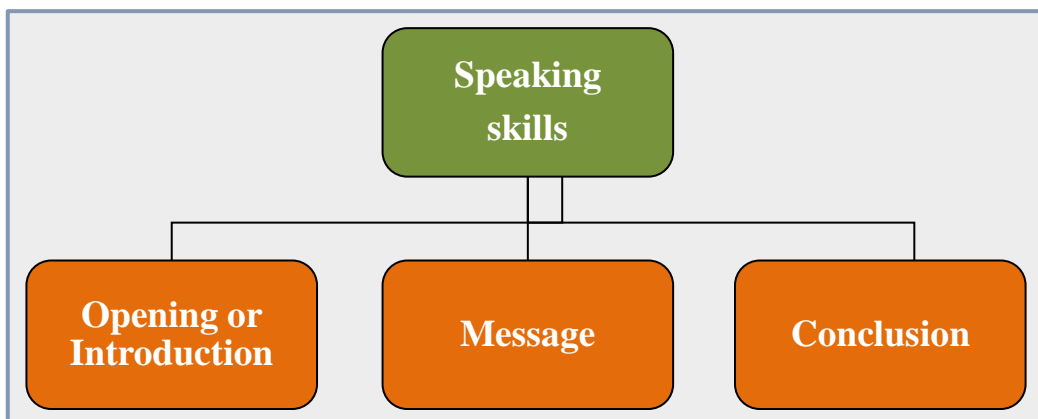 Speaking
skills
Opening or
Introduction
Message
Conclusion